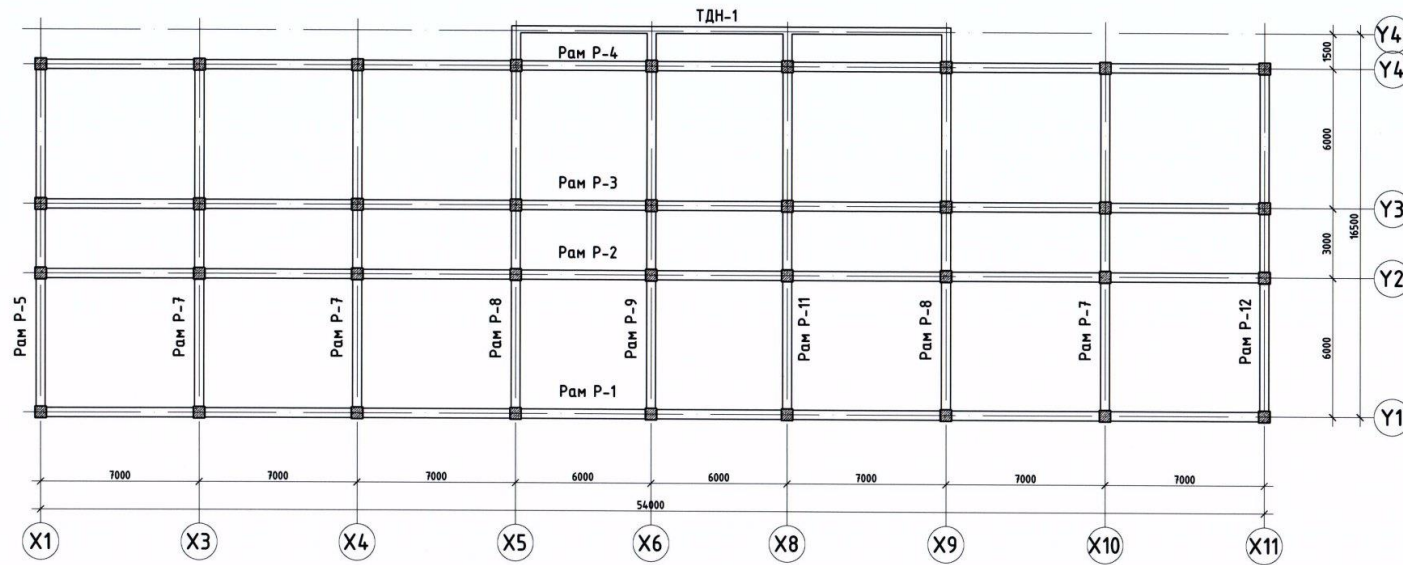 ТДН-1
Рам Р-4
Y4
1500
Y4
6000
Рам Р-3
Y3
3000
16500
Рам Р-2
Y2
Рам Р-5
Рам Р-7
Рам Р-7
Рам Р-8
Рам Р-9
Рам Р-11
Рам Р-8
Рам Р-7
Рам Р-12
6000
Рам Р-1
Y1
7000
7000
7000
6000
6000
7000
7000
7000
54000
X1
X3
X4
X5
X6
X8
X9
X10
X11